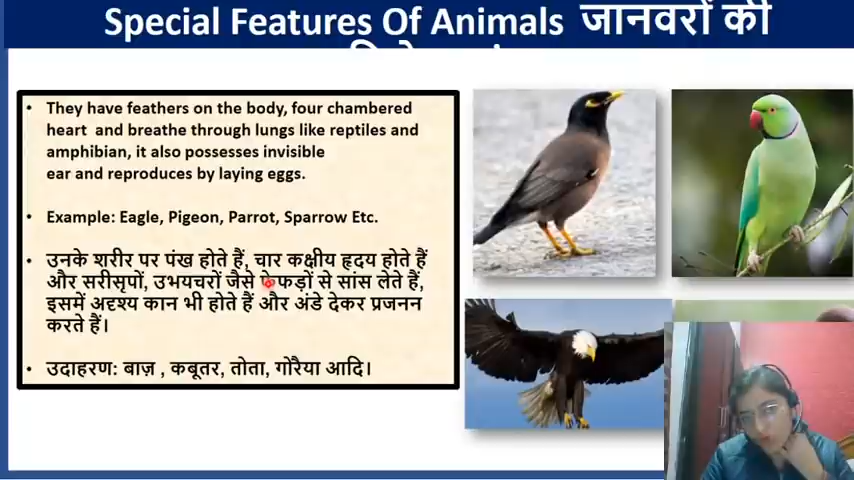 Special Features Of Animals जानवरों की
They have feathers on the body, four chambered
heart and breathe through lungs like reptiles and
amphibian, it also possesses invisible
ear and reproduces by laying eggs.
Example: Eagle, Pigeon, Parrot, Sparrow Etc.
उनके शरीर पर पंख होते हैं, चार कक्षीय हृदय होते हैं
और सरीसृपों, उभयचरों जैसे फेफड़ों से सांस लेते हैं,
इसमें अदृश्य कान भी होते हैं और अंडे देकर प्रजनन
करते हैं।
उदाहरण: बाज़ , कबूतर, तोता, गोरैया आदि।